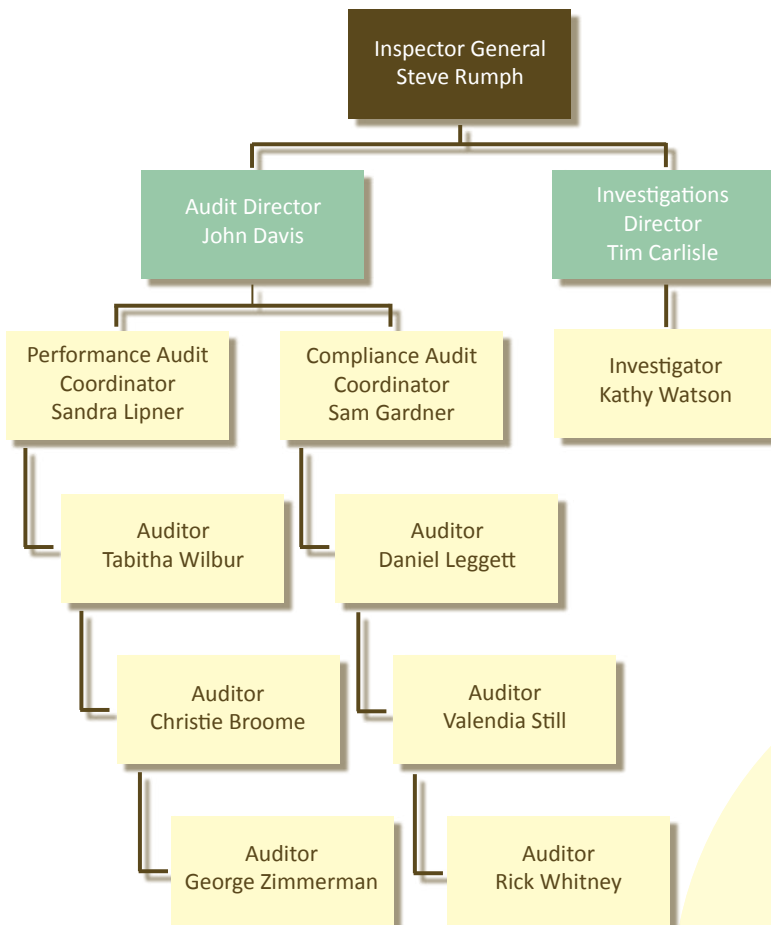 Inspector General
Steve Rumph
Audit Director
John Davis
Investigations
Director
Tim Carlisle
Performance Audit
Coordinator
Sandra Lipner
Compliance Audit
Coordinator
Sam Gardner
Investigator
Kathy Watson
Auditor
Tabitha Wilbur
Auditor
Daniel Leggett
Auditor
Christie Broome
Auditor
Valendia Still
Auditor
George Zimmerman
Auditor
Rick Whitney